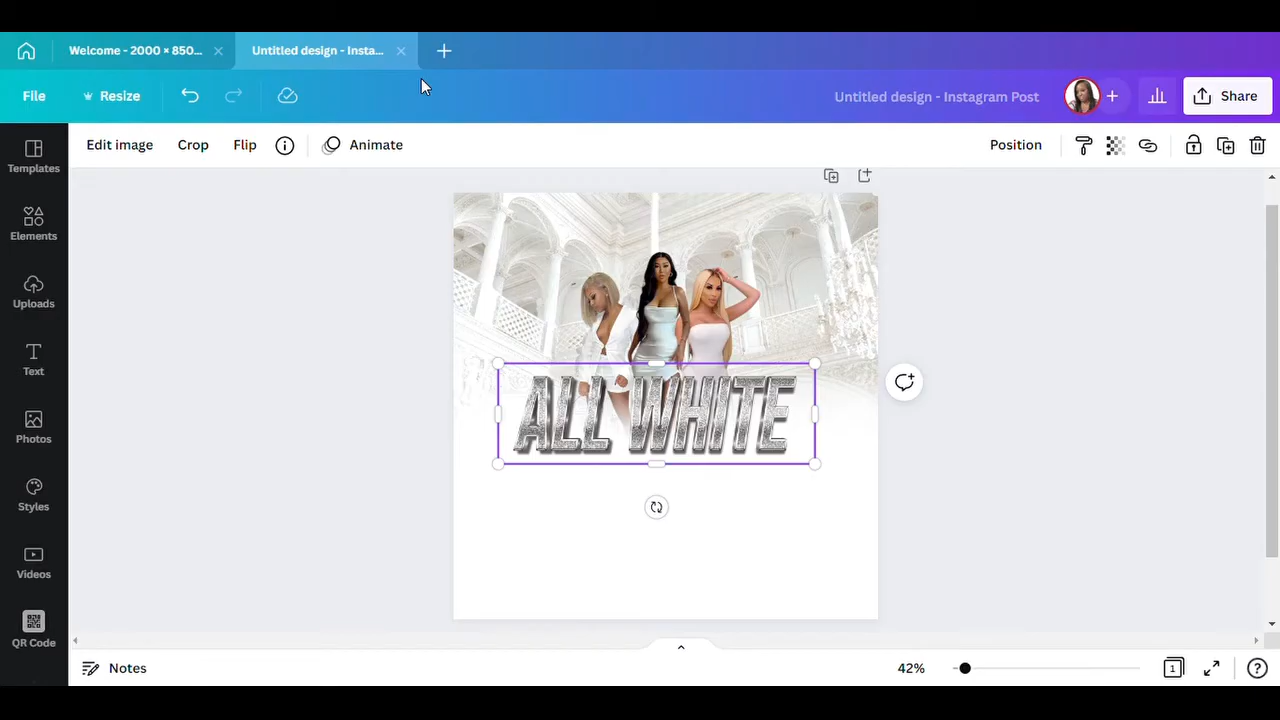 Welcome - 2000 × 850...
Untitled design - Insta...
File
Resize
Untitled design - Instagram Post
Share
Edit image
Crop
Flip
Animate
Position
Templates
Elements
Uploads
Text
Photos
Styles
Videos
QR Code
ALL WHITE
Notes
42%
1